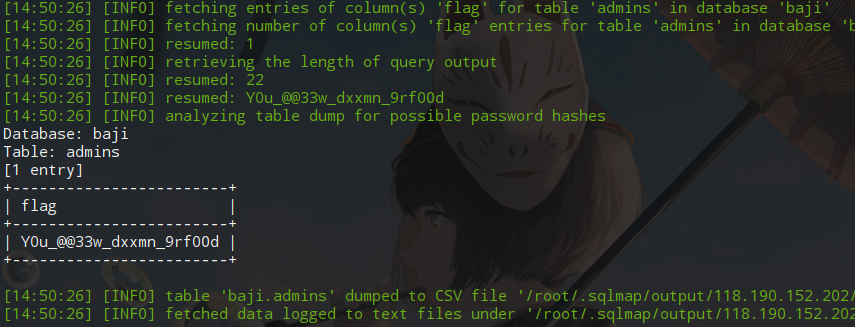 [14:50:26] [INFO] fetching entries of column(s) 'flag' for table 'admins' in database 'baji'
[14:50:26] [INFO] fetching number of column(s) 'flag' entries for table 'admins' in database 'b
[14:50:26] [INFO] resumed: 1
[14:50:26] [INFO] retrieving the length of query output
[14:50:26] [INFO] resumed: 22
[14:50:26] [INFO] resumed: Y0u_@@33w_dxxmn_9rf00d
[14:50:26] [INFO] analyzing table dump for possible password hashes
Database: baji
Table: admins
[1 entry]
+------------------------+
| flag                   |
+------------------------+
| Y0u_@@33w_dxxmn_9rf00d |
+------------------------+
[14:50:26] [INFO] table 'baji.admins' dumped to CSV file '/root/.sqlmap/output/118.190.152.202/
[14:50:26] [INFO] fetched data logged to text files under '/root/.sqlmap/output/118.190.152.202